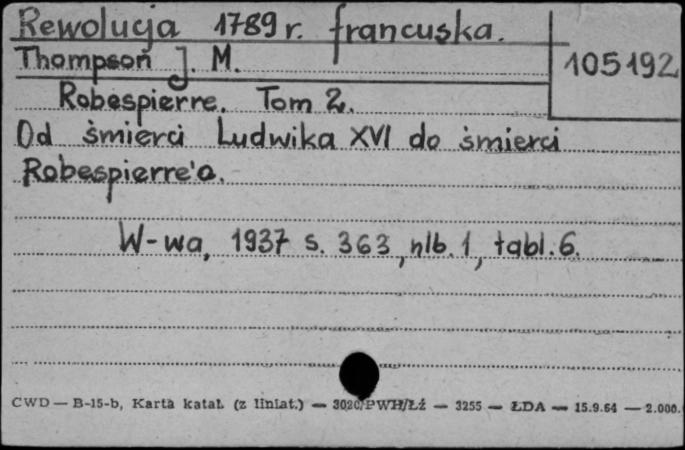 Rewolucja 1789 r. francuska.
Thompson J. M.
105192
Robespierre. Tom 2.
Od śmierci Ludwika XVI do śmierci
Robespierre'a.
W-wa, 1937 s. 363, nlb. 1, tabl. 6.
CWD — B-15-b, Karta katal. (z liniat.) — 3020/PWH/Łź — 3255 — ŁDA — 15.9.64 — 2.000.